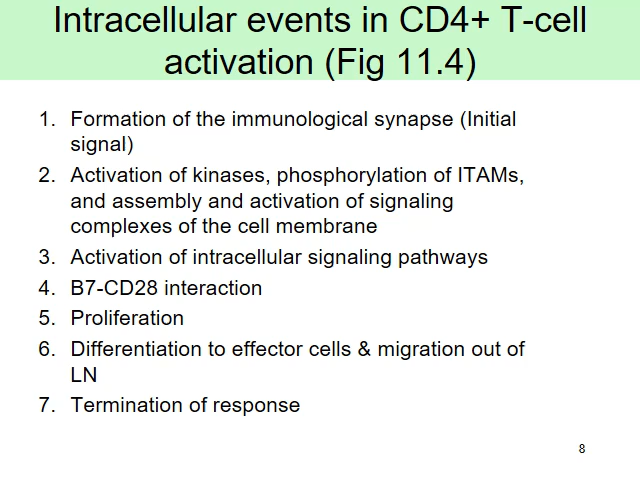 Intracellular events in CD4+ T-cell
activation (Fig 11.4)
1. Formation of the immunological synapse (Initial
signal)
2. Activation of kinases, phosphorylation of ITAMs,
and assembly and activation of signaling
complexes of the cell membrane
3. Activation of intracellular signaling pathways
4. B7-CD28 interaction
5. Proliferation
6. Differentiation to effector cells & migration out of
LN
7. Termination of response
8